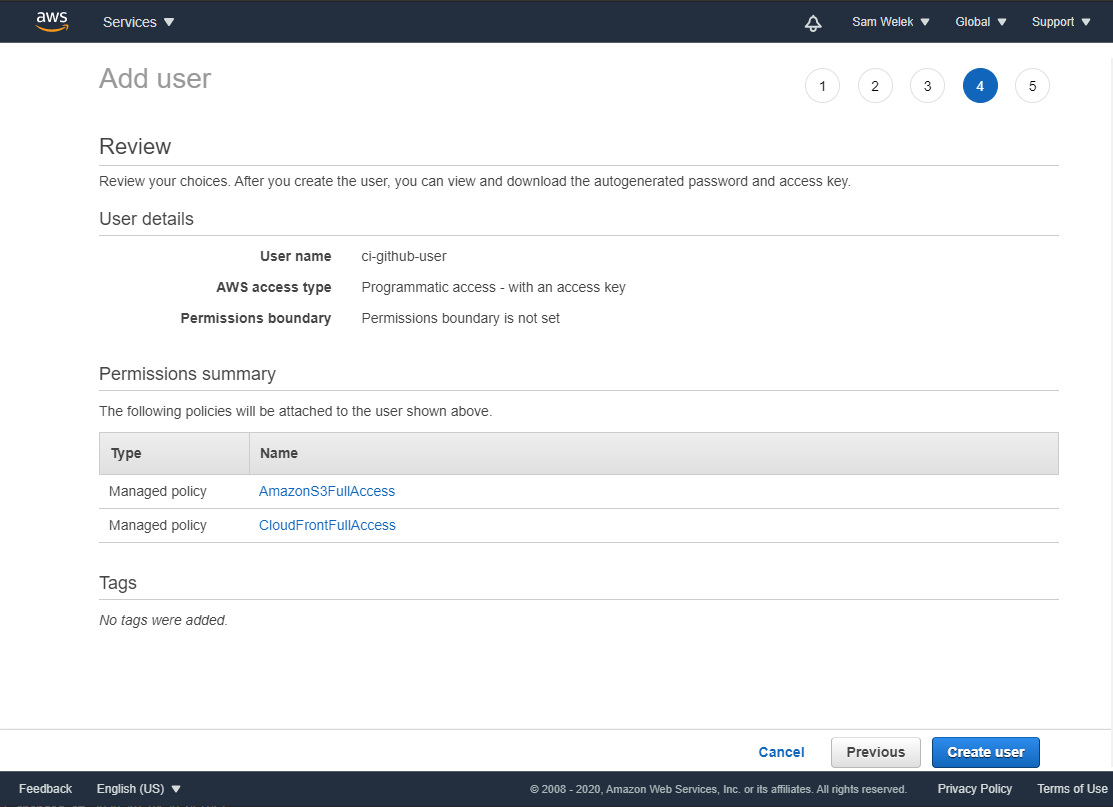 aws Services Sam Welek Global Support
Add user
1 2 3 4 5
Review
Review your choices. After you create the user, you can view and download the autogenerated password and access key.
User details
User name ci-github-user
AWS access type Programmatic access - with an access key
Permissions boundary Permissions boundary is not set
Permissions summary
The following policies will be attached to the user shown above.
Type Name
Managed policy AmazonS3FullAccess
Managed policy CloudFrontFullAccess
Tags
No tags were added.
Cancel Previous Create user
Feedback English (US) © 2008 - 2020, Amazon Web Services, Inc. or its affiliates. All rights reserved. Privacy Policy Terms of Use